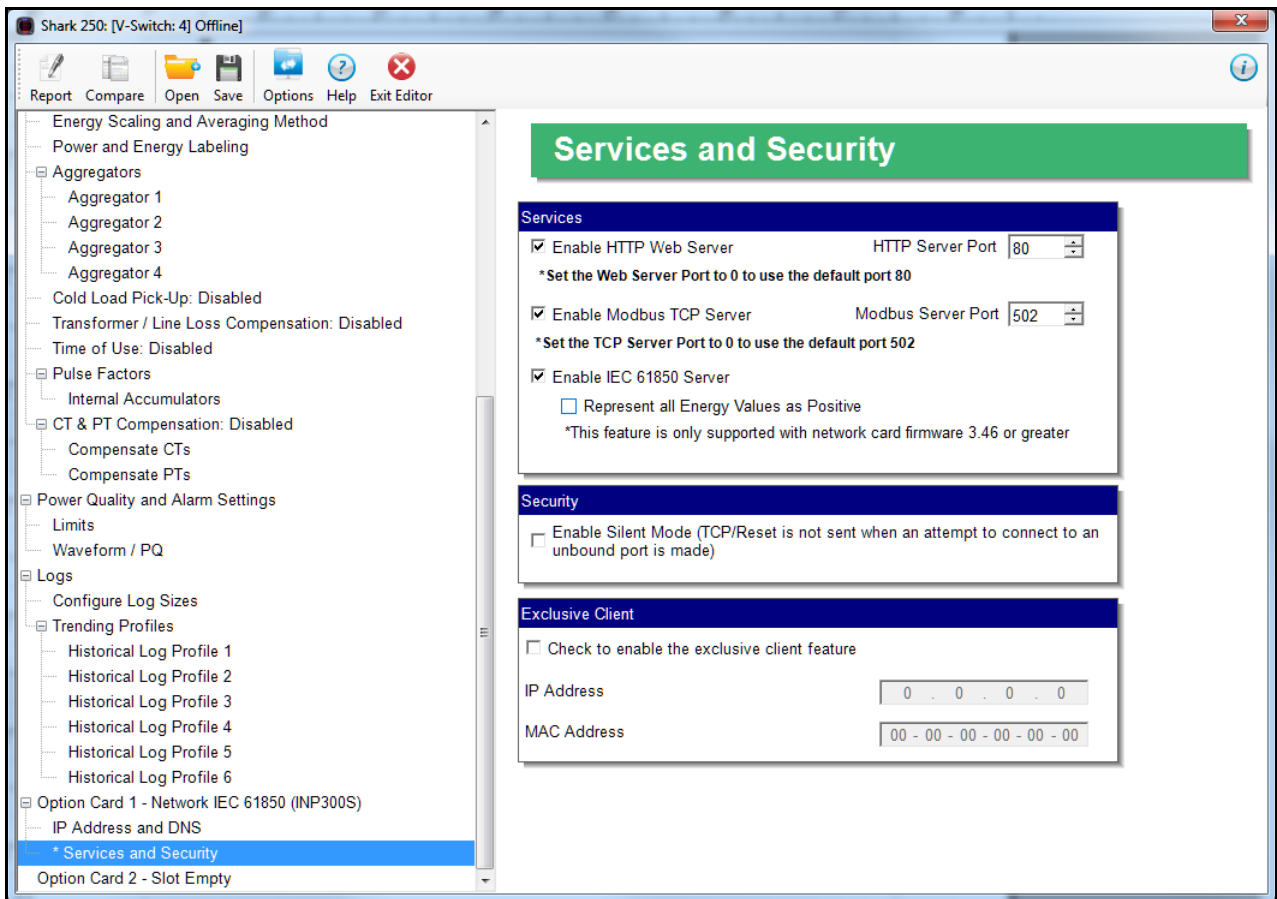 Shark 250: [V-Switch: 4] Offline]
Report Compare Open Save Options Help Exit Editor
Energy Scaling and Averaging Method
Power and Energy Labeling
Aggregators
Aggregator 1
Aggregator 2
Aggregator 3
Aggregator 4
Cold Load Pick-Up: Disabled
Transformer / Line Loss Compensation: Disabled
Time of Use: Disabled
Pulse Factors
Internal Accumulators
CT & PT Compensation: Disabled
Compensate CTs
Compensate PTs
Power Quality and Alarm Settings
Limits
Waveform / PQ
Logs
Configure Log Sizes
Trending Profiles
Historical Log Profile 1
Historical Log Profile 2
Historical Log Profile 3
Historical Log Profile 4
Historical Log Profile 5
Historical Log Profile 6
Option Card 1 - Network IEC 61850 (INP300S)
IP Address and DNS
* Services and Security
Option Card 2 - Slot Empty
Services and Security
Services
Enable HTTP Web Server HTTP Server Port 80
*Set the Web Server Port to 0 to use the default port 80
Enable Modbus TCP Server Modbus Server Port 502
*Set the TCP Server Port to 0 to use the default port 502
Enable IEC 61850 Server
Represent all Energy Values as Positive
*This feature is only supported with network card firmware 3.46 or greater
Security
Enable Silent Mode (TCP/Reset is not sent when an attempt to connect to an
unbound port is made)
Exclusive Client
Check to enable the exclusive client feature
IP Address 0 . 0 . 0 . 0
MAC Address 00 - 00 - 00 - 00 - 00 - 00